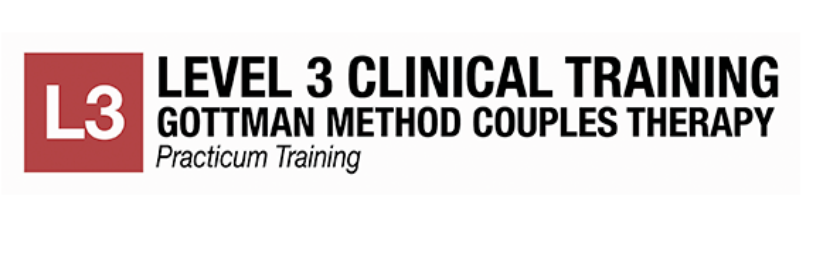 L3
LEVEL 3 CLINICAL TRAINING
GOTTMAN METHOD COUPLES THERAPY
Practicum Training